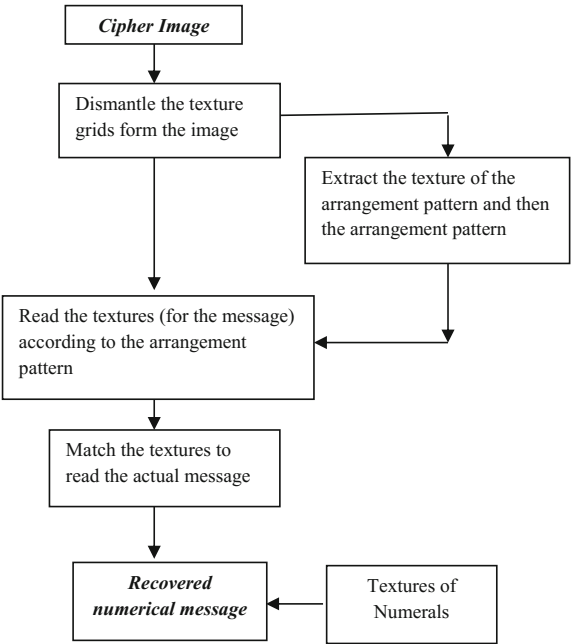 Cipher Image
Dismantle the texture
grids form the image
Extract the texture of the
arrangement pattern and then
the arrangement pattern
Read the textures (for the message)
according to the arrangement
pattern
Match the textures to
read the actual message
Recovered
numerical message
Textures of
Numerals